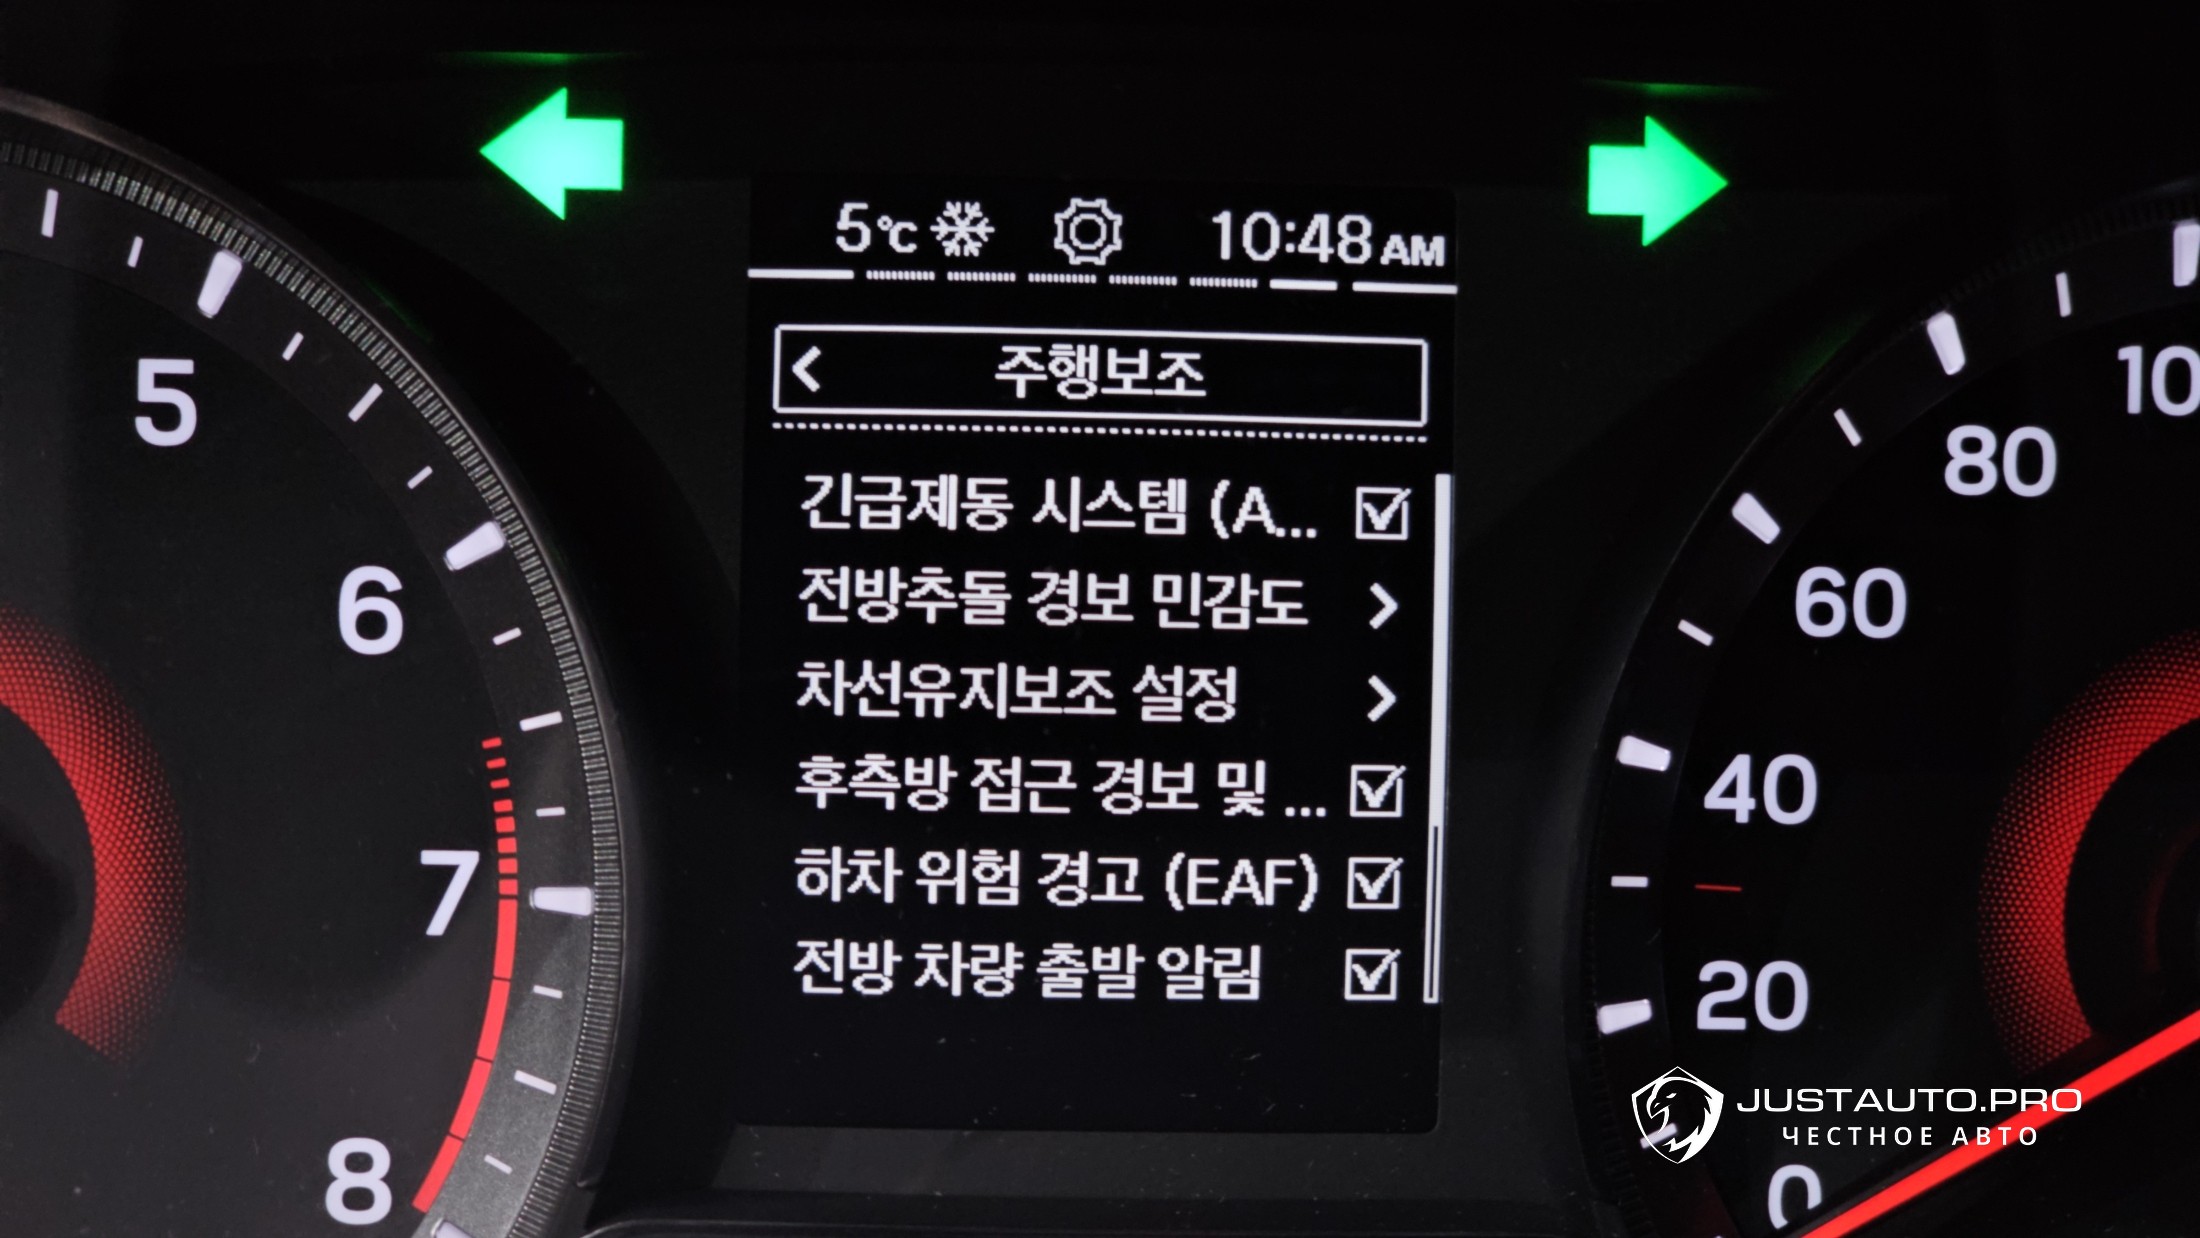 5℃ 10:48 AM
주행보조
긴급제동 시스템 (A...
전방추돌 경보 민감도
차선유지보조 설정
후측방 접근 경보 및 ...
하차 위험 경고 (EAF)
전방 차량 출발 알림
5
6
7
8
10
80
60
40
20
0
JUSTAUTO.PRO
ЧЕСТНОЕ АВТО